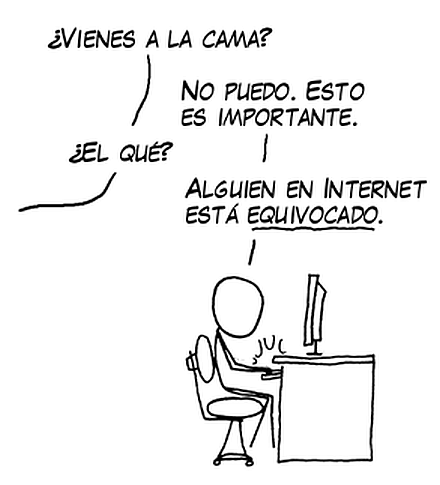 ¿VIENES A LA CAMA?
NO PUEDO. ESTO
ES IMPORTANTE.
¿EL QUÉ?
ALGUIEN EN INTERNET
ESTÁ EQUIVOCADO.